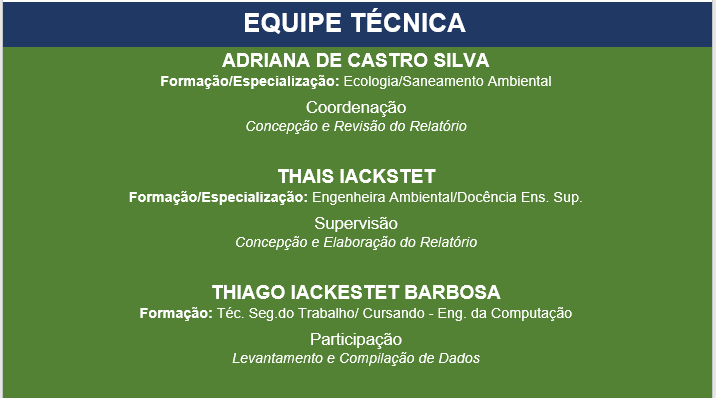 EQUIPE TÉCNICA
ADRIANA DE CASTRO SILVA
Formação/Especialização: Ecologia/Saneamento Ambiental
Coordenação
Concepção e Revisão do Relatório
THAIS IACKSTET
Formação/Especialização: Engenheira Ambiental/Docência Ens. Sup.
Supervisão
Concepção e Elaboração do Relatório
THIAGO IACKESTET BARBOSA
Formação: Téc. Seg.do Trabalho/ Cursando - Eng. da Computação
Participação
Levantamento e Compilação de Dados